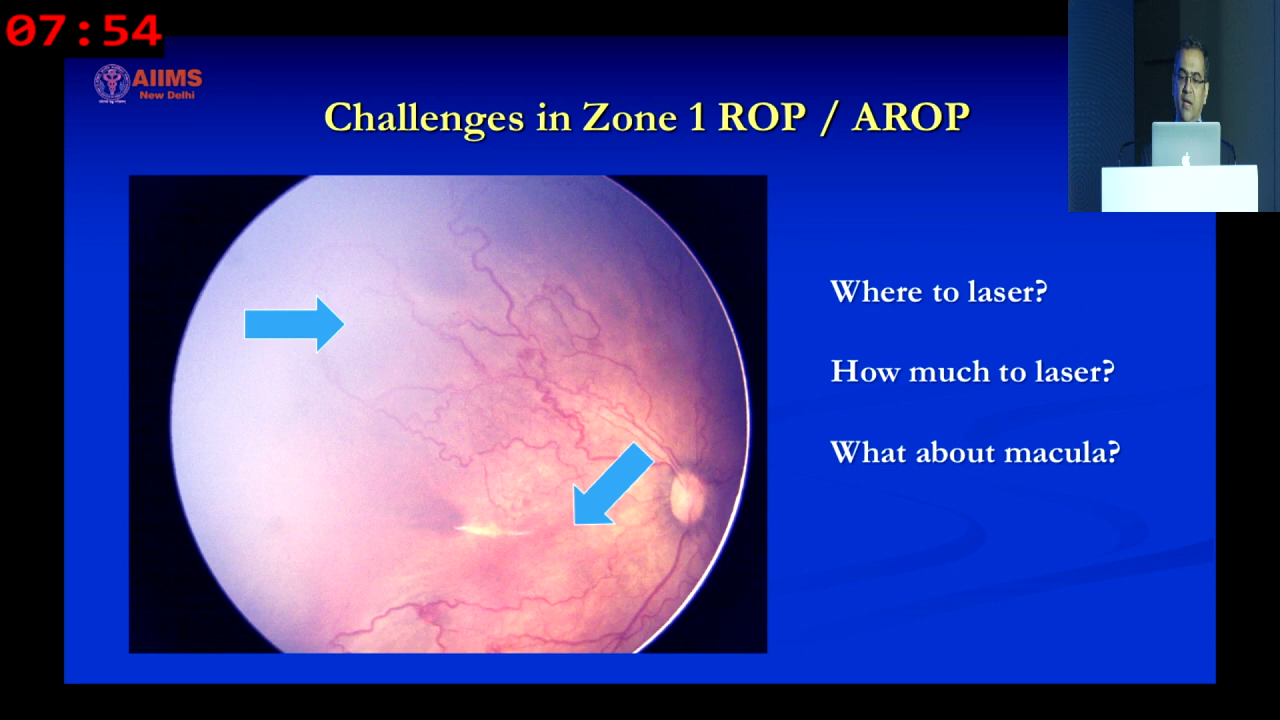 07:54
AIIMS
New Delhi
Challenges in Zone 1 ROP / AROP
Where to laser?
How much to laser?
What about macula?